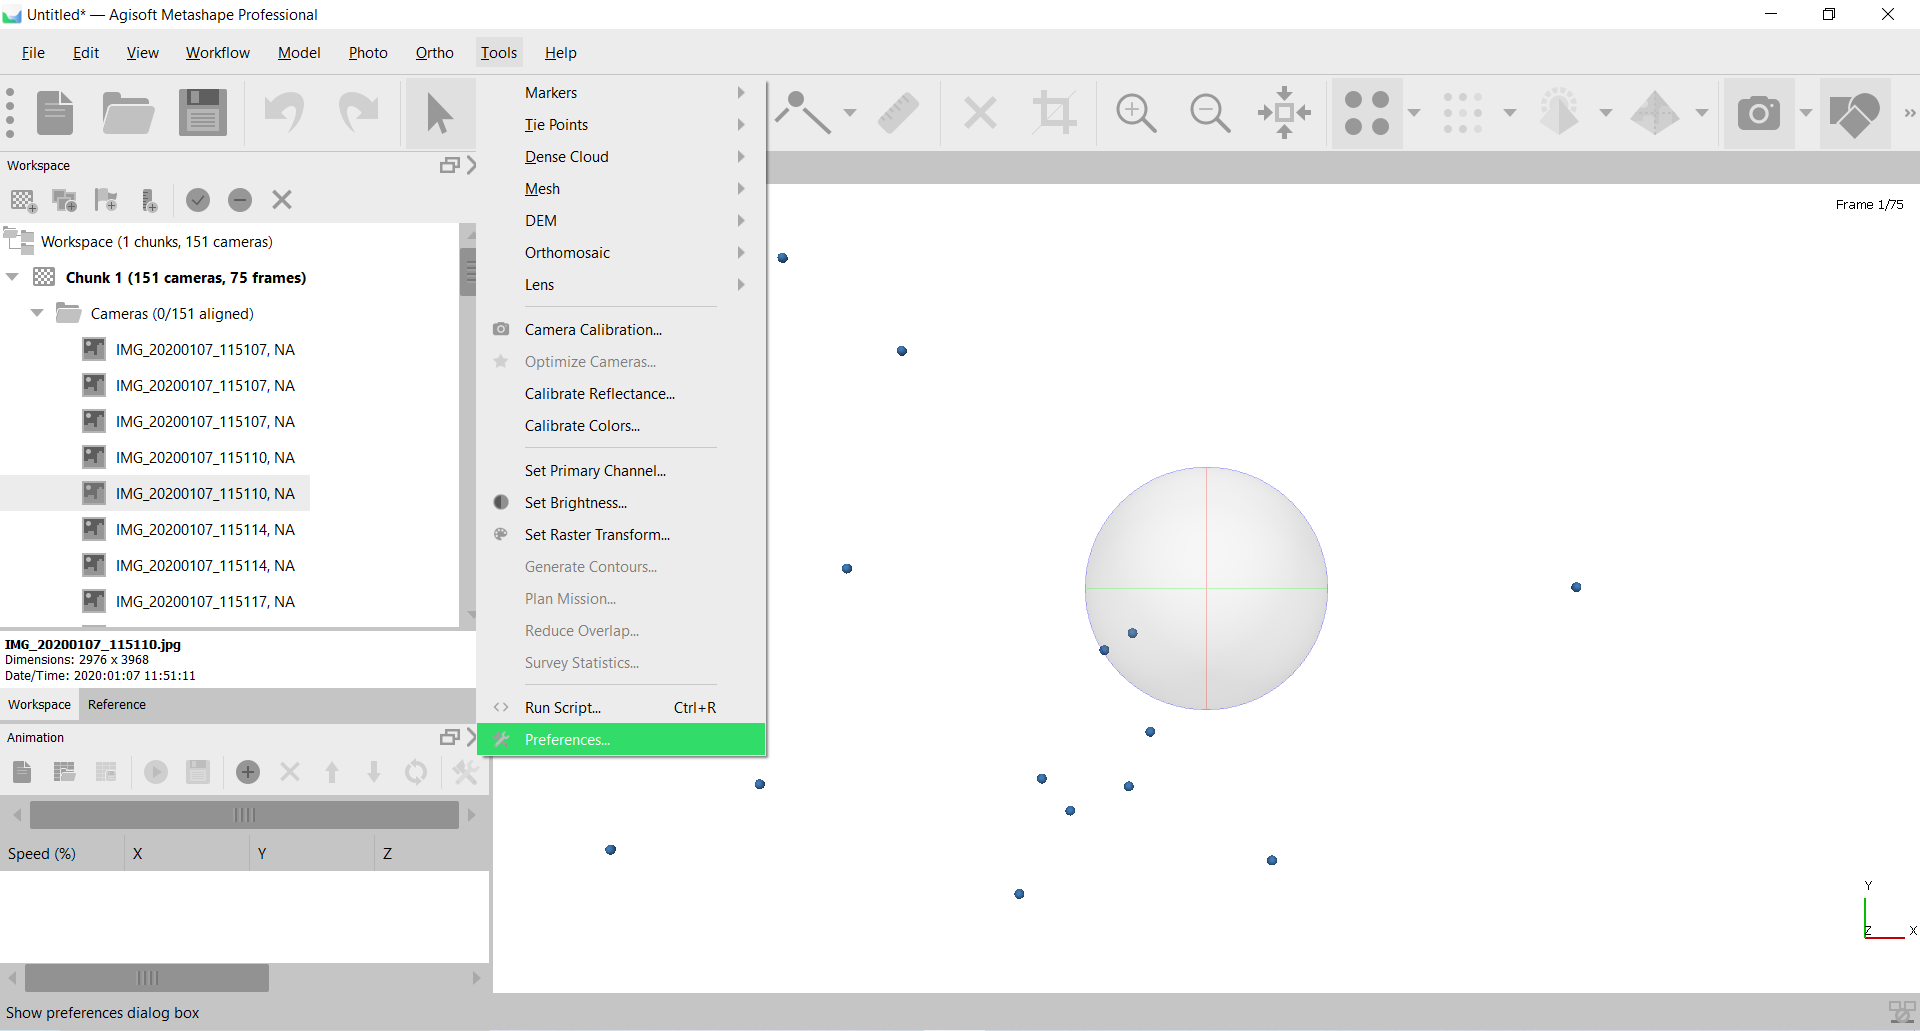 Untitled* — Agisoft Metashape Professional
File Edit View Workflow Model Photo Ortho Tools Help
Workspace
Workspace (1 chunks, 151 cameras)
Chunk 1 (151 cameras, 75 frames)
Cameras (0/151 aligned)
IMG_20200107_115107, NA
IMG_20200107_115107, NA
IMG_20200107_115107, NA
IMG_20200107_115110, NA
IMG_20200107_115110, NA
IMG_20200107_115114, NA
IMG_20200107_115114, NA
IMG_20200107_115117, NA
IMG_20200107_115110.jpg
Dimensions: 2976 x 3968
Date/Time: 2020:01:07 11:51:11
Workspace Reference
Animation
Speed (%) X Y Z
Show preferences dialog box
Markers
Tie Points
Dense Cloud
Mesh
DEM
Orthomosaic
Lens
Camera Calibration...
Optimize Cameras...
Calibrate Reflectance...
Calibrate Colors...
Set Primary Channel...
Set Brightness...
Set Raster Transform...
Generate Contours...
Plan Mission...
Reduce Overlap...
Survey Statistics...
Run Script... Ctrl+R
Preferences...
Frame 1/75
Y
Z X